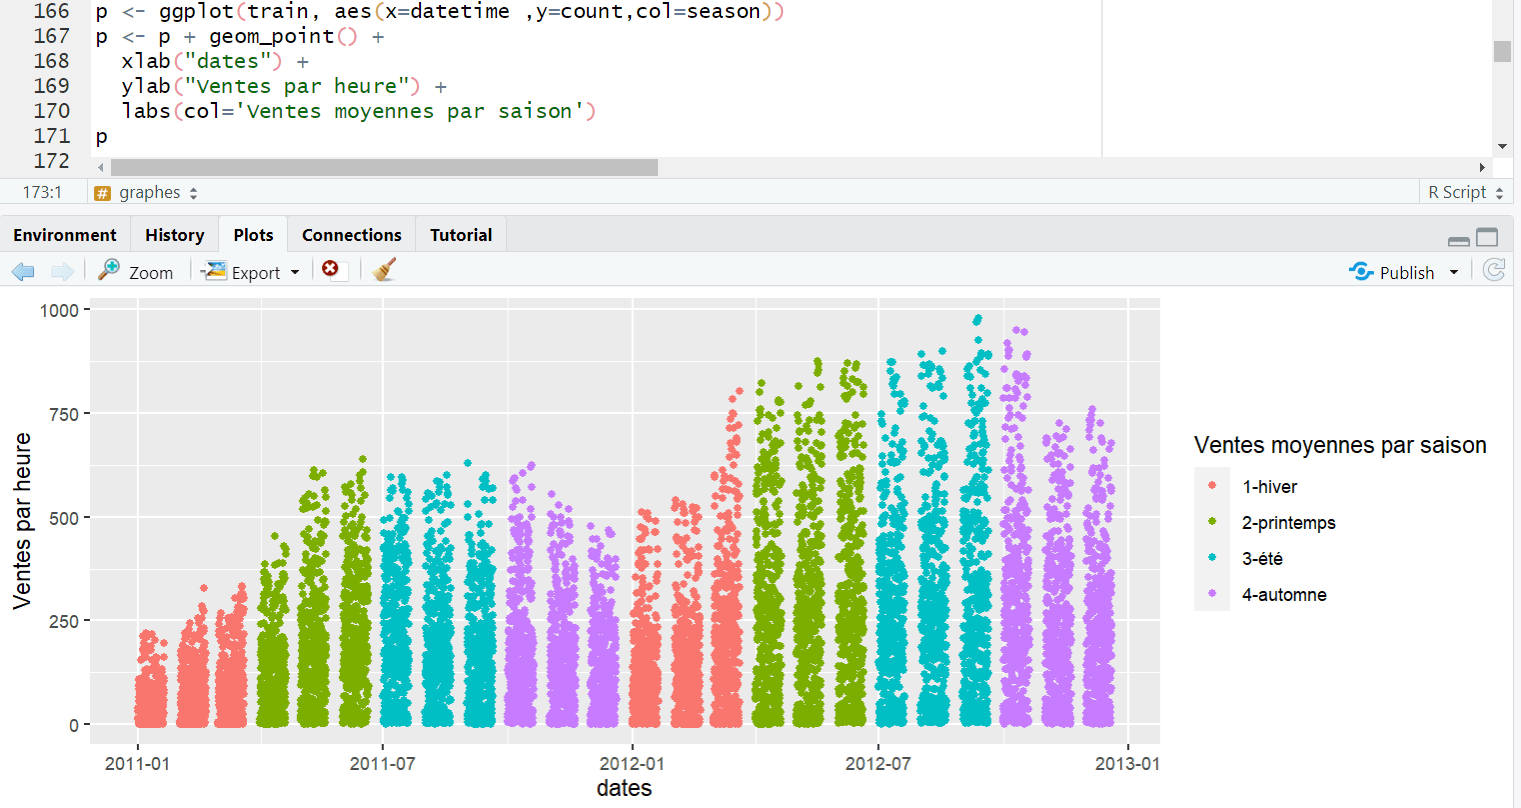 166 p <- ggplot(train, aes(x=datetime ,y=count,col=season))
167 p <- p + geom_point() +
168 xlab("dates") +
169 ylab("Ventes par heure") +
170 labs(col='Ventes moyennes par saison')
171 p
172
173:1 # graphes R Script
Environment History Plots Connections Tutorial
Zoom Export Publish
1000
750
500
250
0
Ventes par heure
2011-01 2011-07 2012-01 2012-07 2013-01
dates
Ventes moyennes par saison
1-hiver
2-printemps
3-été
4-automne